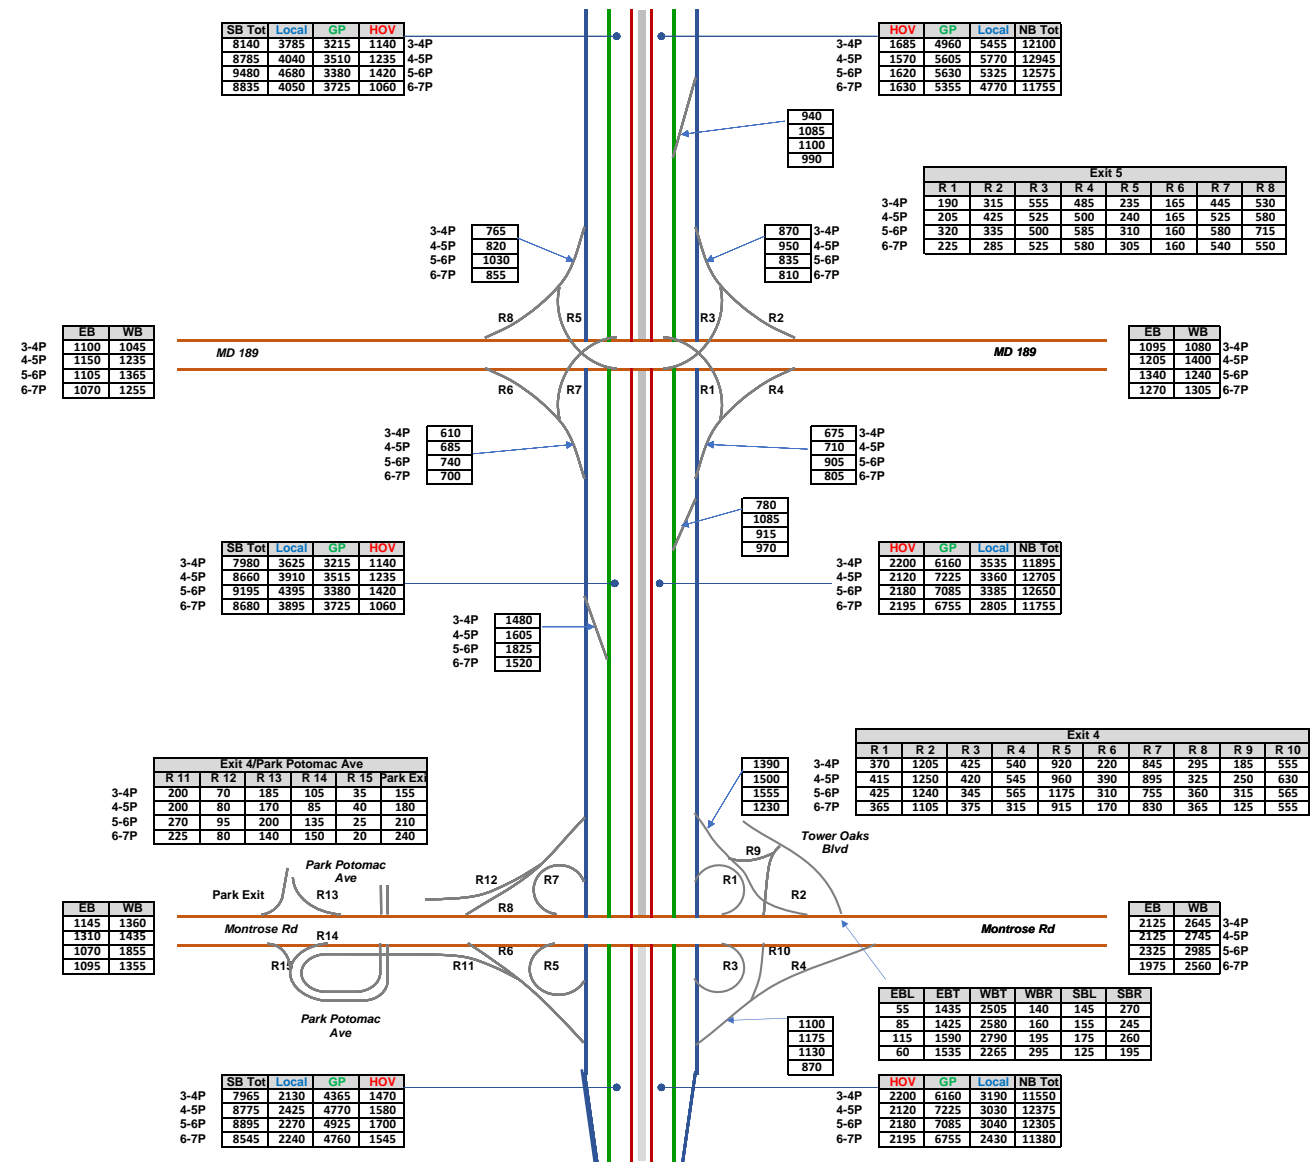 SB Tot Local GP HOV
8140 3785 3215 1140 3-4P
8785 4040 3510 1235 4-5P
9480 4680 3380 1420 5-6P
8835 4050 3725 1060 6-7P
HOV GP Local NB Tot
3-4P 1685 4960 5455 12100
4-5P 1570 5605 5770 12945
5-6P 1620 5630 5325 12575
6-7P 1630 5355 4770 11755
940
1085
1100
990
Exit 5
R 1 R 2 R 3 R 4 R 5 R 6 R 7 R 8
3-4P 190 315 555 485 235 165 445 530
4-5P 205 425 525 500 240 165 525 580
5-6P 320 335 500 585 310 160 580 715
6-7P 225 285 525 580 305 160 540 550
3-4P 765
4-5P 820
5-6P 1030
6-7P 855
870 3-4P
950 4-5P
835 5-6P
810 6-7P
R8 R5 R3 R2
EB WB
3-4P 1100 1045
4-5P 1150 1235
5-6P 1105 1365
6-7P 1070 1255
MD 189
MD 189
EB WB
1095 1080 3-4P
1205 1400 4-5P
1340 1240 5-6P
1270 1305 6-7P
R6 R7 R1 R4
3-4P 610
4-5P 685
5-6P 740
6-7P 700
675 3-4P
710 4-5P
905 5-6P
805 6-7P
780
1085
915
970
SB Tot Local GP HOV
3-4P 7980 3625 3215 1140
4-5P 8660 3910 3515 1235
5-6P 9195 4395 3380 1420
6-7P 8680 3895 3725 1060
HOV GP Local NB Tot
3-4P 2200 6160 3535 11895
4-5P 2120 7225 3360 12705
5-6P 2180 7085 3385 12650
6-7P 2195 6755 2805 11755
3-4P 1480
4-5P 1605
5-6P 1825
6-7P 1520
Exit 4/Park Potomac Ave
R 11 R 12 R 13 R 14 R 15 Park Exi
3-4P 200 70 185 105 35 155
4-5P 200 80 170 85 40 180
5-6P 270 95 200 135 25 210
6-7P 225 80 140 150 20 240
1390
1500
1555
1230
Exit 4
R 1 R 2 R 3 R 4 R 5 R 6 R 7 R 8 R 9 R 10
3-4P 370 1205 425 540 920 220 845 295 185 555
4-5P 415 1250 420 545 960 390 895 325 250 630
5-6P 425 1240 345 565 1175 310 755 360 315 565
6-7P 365 1105 375 315 915 170 830 365 125 555
Tower Oaks
Blvd
Park Potomac
Ave
Park Exit R13 R12 R7 R8 R1 R9 R2
EB WB
1145 1360
1310 1435
1070 1855
1095 1355
Montrose Rd
Montrose Rd
EB WB
2125 2645 3-4P
2125 2745 4-5P
2325 2985 5-6P
1975 2560 6-7P
R14 R15 R11 R6 R5 R3 R10 R4
Park Potomac
Ave
EBL EBT WBT WBR SBL SBR
55 1435 2505 140 145 270
85 1425 2580 160 155 245
115 1590 2790 195 175 260
60 1535 2265 295 125 195
1100
1175
1130
870
SB Tot Local GP HOV
3-4P 7965 2130 4365 1470
4-5P 8775 2425 4770 1580
5-6P 8895 2270 4925 1700
6-7P 8545 2240 4760 1545
HOV GP Local NB Tot
3-4P 2200 6160 3190 11550
4-5P 2120 7225 3030 12375
5-6P 2180 7085 3040 12305
6-7P 2195 6755 2430 11380